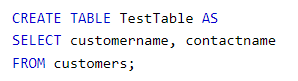 CREATE TABLE TestTable AS
SELECT customername, contactname
FROM customers;